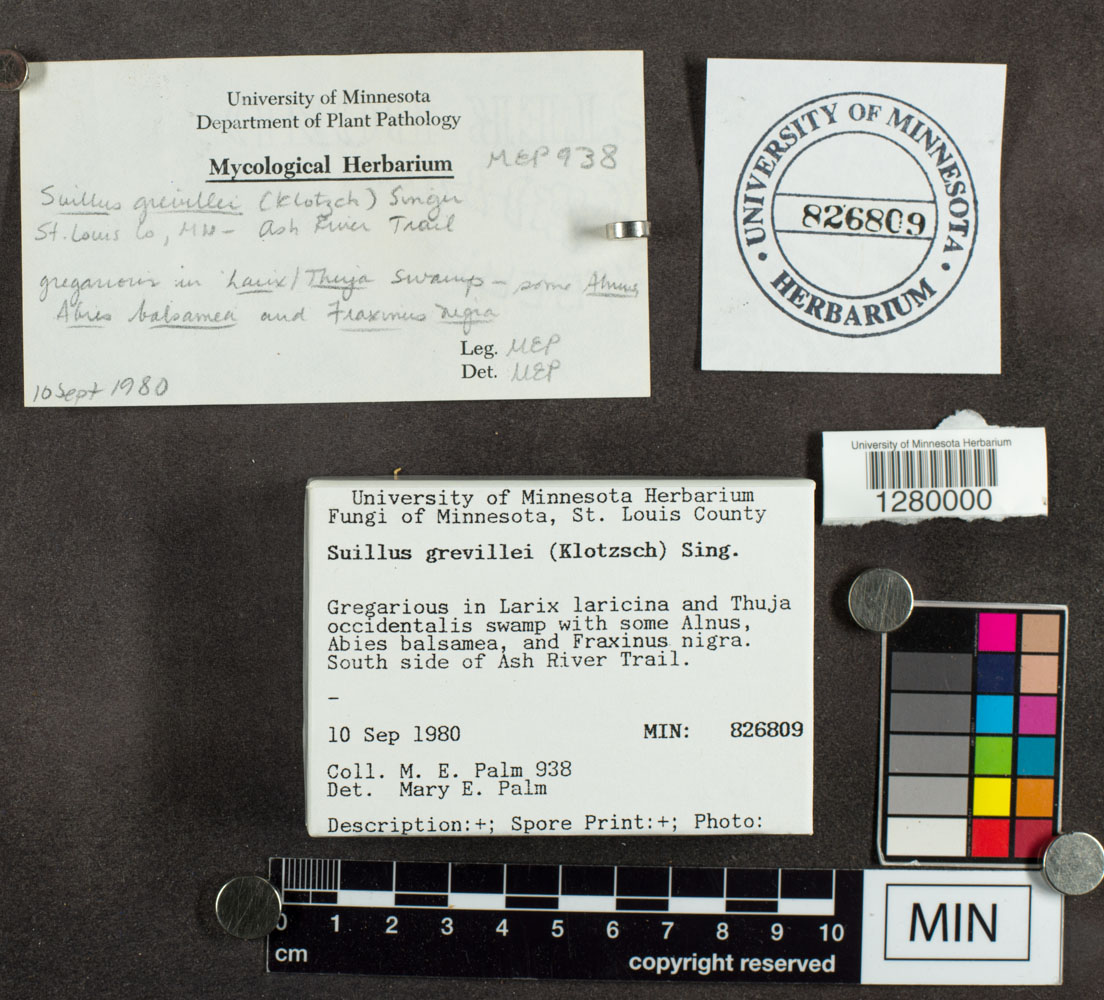 University of Minnesota
Department of Plant Pathology
Mycological Herbarium MEP 938
Suillus grevillei (Klotzch) Singer
St. Louis Co, MN - Ash River Trail
gregarious in Larix/Thuja swamp - some Alnus
Abies balsamea and Fraxinus nigra
Leg. MEP
Det. MEP
10 Sept 1980
• UNIVERSITY OF MINNESOTA •
826809
HERBARIUM
University of Minnesota Herbarium
1280000
University of Minnesota Herbarium
Fungi of Minnesota, St. Louis County
Suillus grevillei (Klotzsch) Sing.
Gregarious in Larix laricina and Thuja
occidentalis swamp with some Alnus,
Abies balsamea, and Fraxinus nigra.
South side of Ash River Trail.
–
10 Sep 1980 MIN: 826809
Coll. M. E. Palm 938
Det. Mary E. Palm
Description:+; Spore Print:+; Photo:
0 1 2 3 4 5 6 7 8 9 10
cm
copyright reserved
MIN